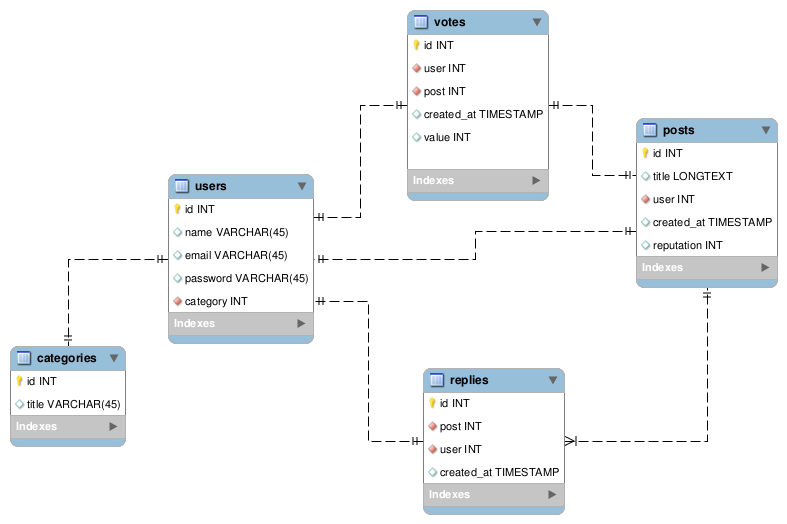 votes
id INT
user INT
post INT
created_at TIMESTAMP
value INT
Indexes
posts
id INT
title LONGTEXT
user INT
created_at TIMESTAMP
reputation INT
Indexes
users
id INT
name VARCHAR(45)
email VARCHAR(45)
password VARCHAR(45)
category INT
Indexes
categories
id INT
title VARCHAR(45)
Indexes
replies
id INT
post INT
user INT
created_at TIMESTAMP
Indexes